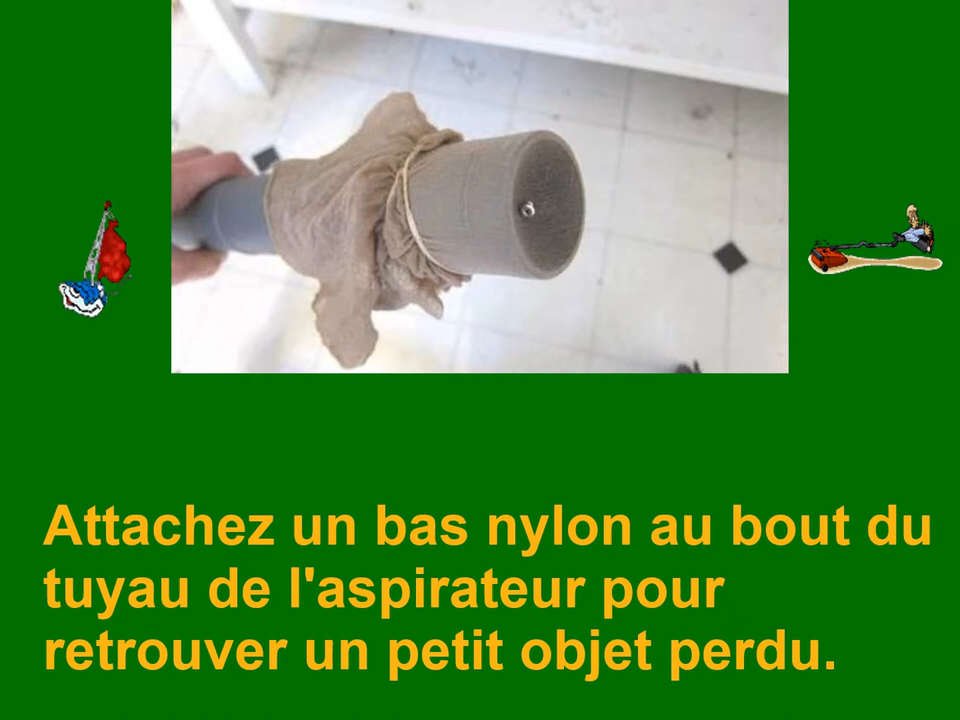 Attachez un bas nylon au bout du
tuyau de l'aspirateur pour
retrouver un petit objet perdu.